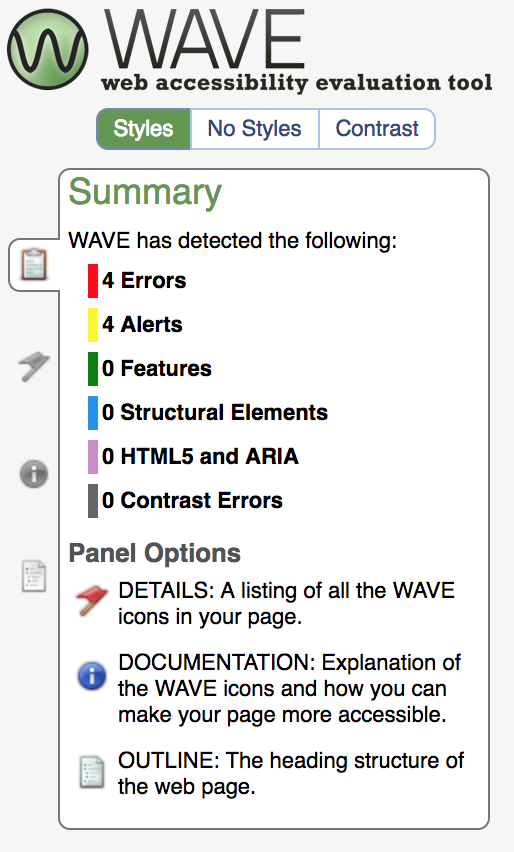 WAVE
web accessibility evaluation tool
Styles No Styles Contrast
Summary
WAVE has detected the following:
4 Errors
4 Alerts
0 Features
0 Structural Elements
0 HTML5 and ARIA
0 Contrast Errors
Panel Options
DETAILS: A listing of all the WAVE
icons in your page.
DOCUMENTATION: Explanation of
the WAVE icons and how you can
make your page more accessible.
OUTLINE: The heading structure of
the web page.